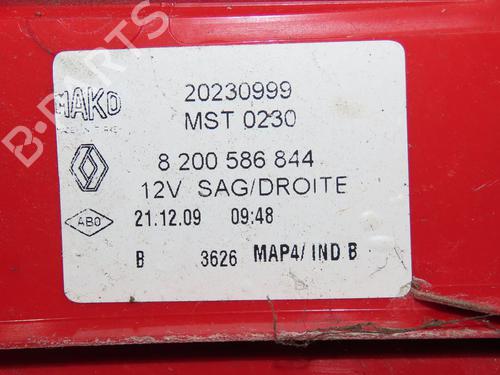 B-PARTS
MAKO
20230999
MST 0230
8 200 586 844
12V SAG/DROITE
ABO
21.12.09 09:48
B 3626 MAP4/ IND B